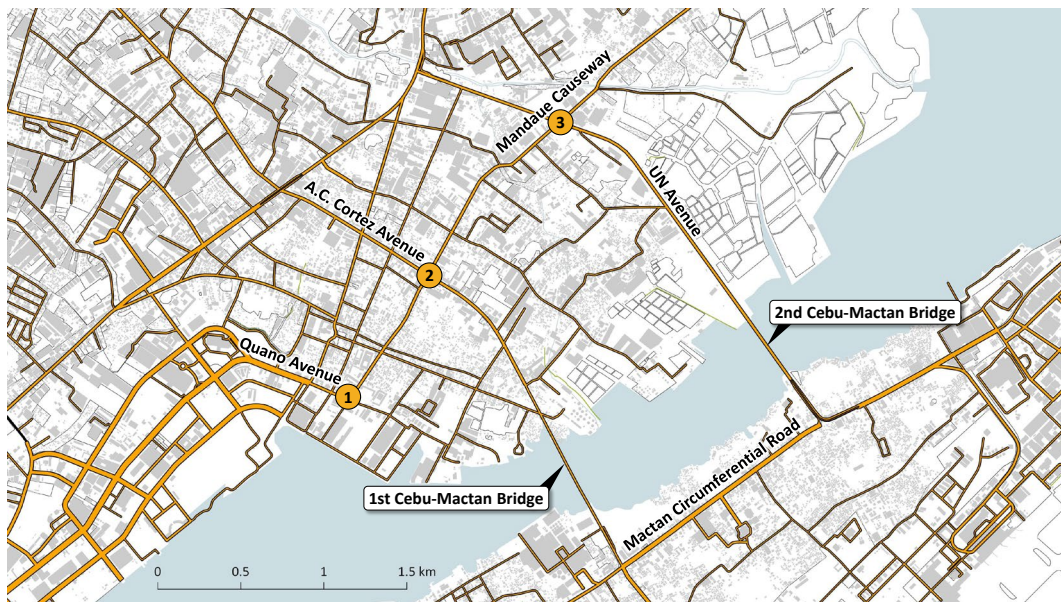 Mandaue Causeway
3
A.C. Cortez Avenue
UN Avenue
2
2nd Cebu-Mactan Bridge
Quano Avenue
1
Mactan Circumferential Road
1st Cebu-Mactan Bridge
0 0.5 1 1.5 km